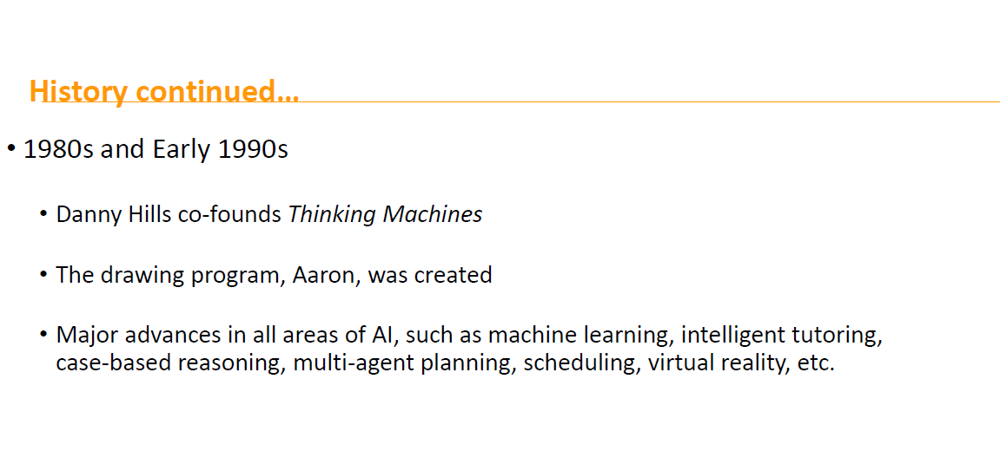 History continued...
• 1980s and Early 1990s
• Danny Hills co-founds Thinking Machines
• The drawing program, Aaron, was created
• Major advances in all areas of AI, such as machine learning, intelligent tutoring,
case-based reasoning, multi-agent planning, scheduling, virtual reality, etc.